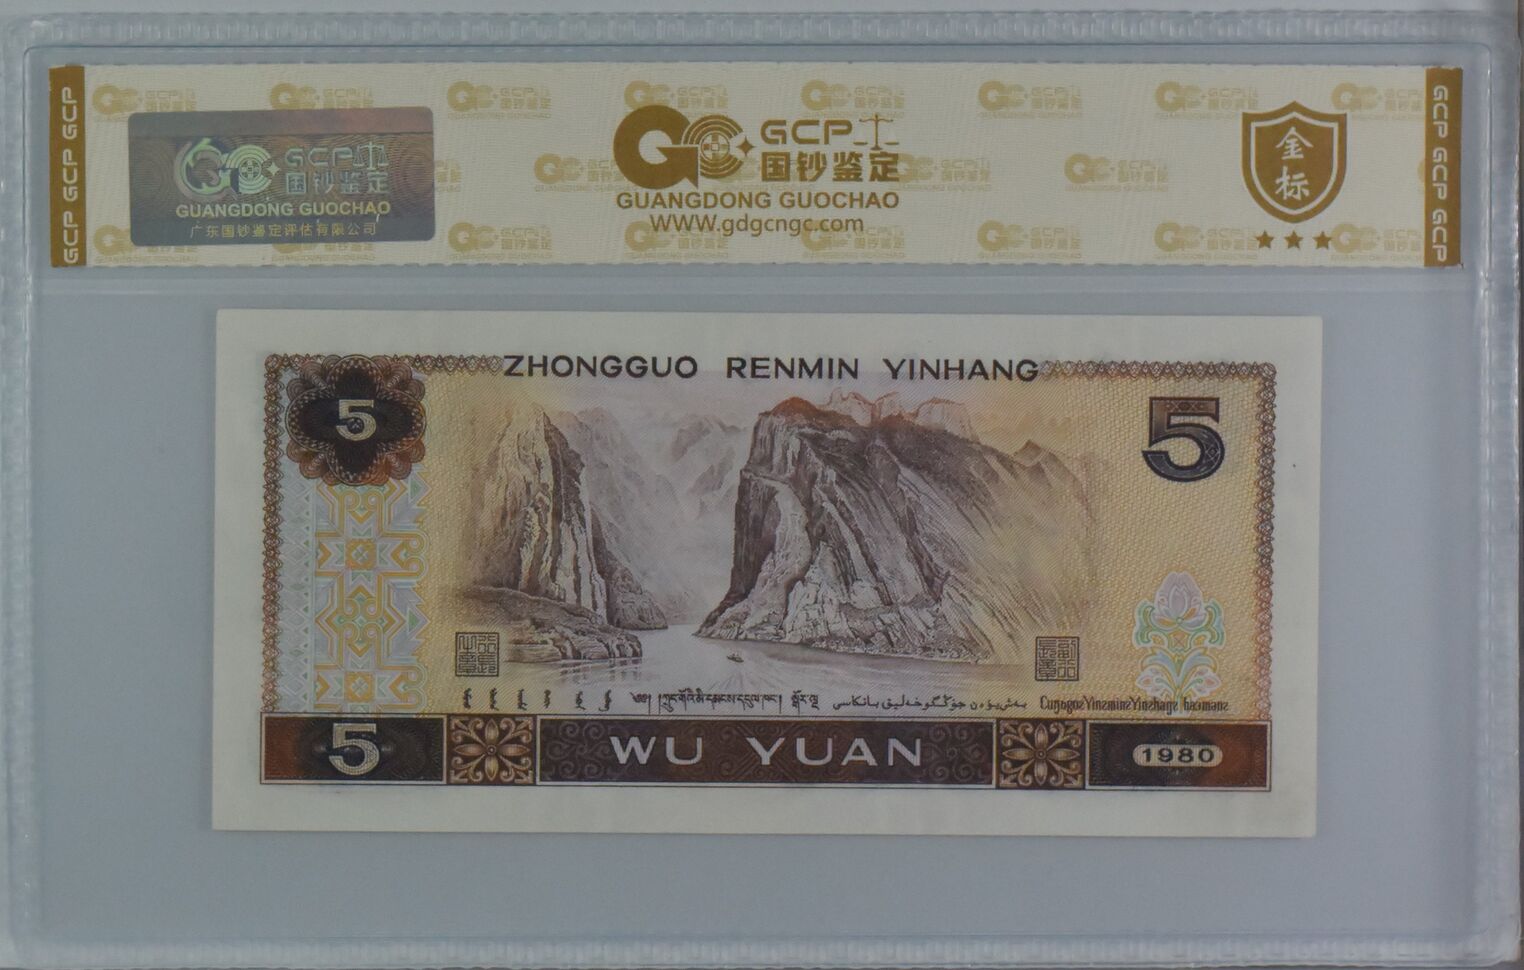 GCP GCP GCP
GCP
国钞鉴定
GUANGDONG GUOCHAO
广东国钞鉴定评估有限公司
GCP
国钞鉴定
GUANGDONG GUOCHAO
WWW.gdgcngc.com
金标
GCP GCP GCP
ZHONGGUO RENMIN YINHANG
5
5
5
WU YUAN
1980